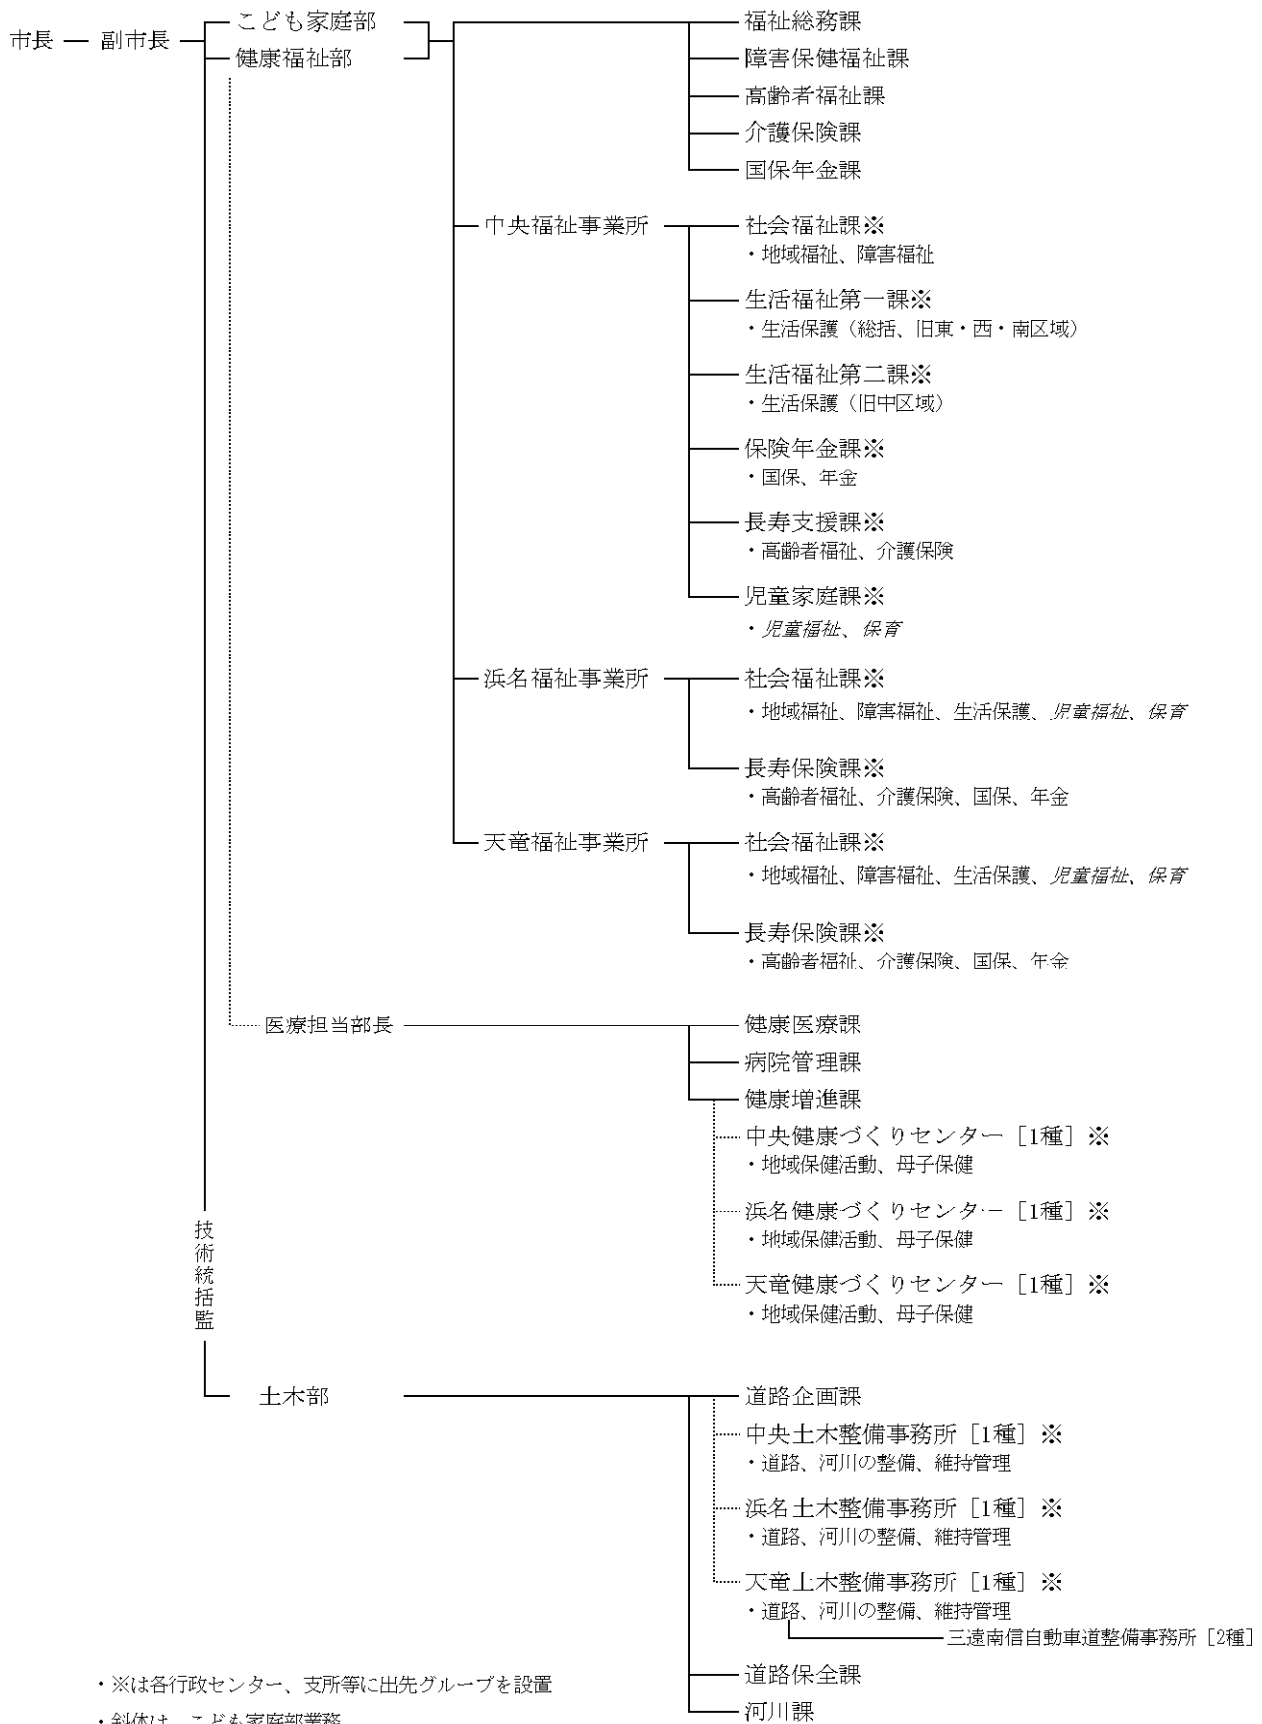 市長
副市長
こども家庭部
健康福祉部
福祉総務課
障害保健福祉課
高齢者福祉課
介護保険課
国保年金課
中央福祉事業所
社会福祉課※
・地域福祉、障害福祉
生活福祉第一課※
・生活保護（総括、旧東・西・南区域）
生活福祉第二課※
・生活保護（旧中区域）
保険年金課※
・国保、年金
長寿支援課※
・高齢者福祉、介護保険
児童家庭課※
・児童福祉、保育
浜名福祉事業所
社会福祉課※
・地域福祉、障害福祉、生活保護、児童福祉、保育
長寿保険課※
・高齢者福祉、介護保険、国保、年金
天竜福祉事業所
社会福祉課※
・地域福祉、障害福祉、生活保護、児童福祉、保育
長寿保険課※
・高齢者福祉、介護保険、国保、年金
医療担当部長
健康医療課
病院管理課
健康増進課
中央健康づくりセンター［1種］※
・地域保健活動、母子保健
浜名健康づくりセンター［1種］※
・地域保健活動、母子保健
天竜健康づくりセンター［1種］※
・地域保健活動、母子保健
技術統括監
土木部
道路企画課
中央土木整備事務所［1種］※
・道路、河川の整備、維持管理
浜名土木整備事務所［1種］※
・道路、河川の整備、維持管理
天竜土木整備事務所［1種］※
・道路、河川の整備、維持管理
三遠南信自動車道整備事務所［2種］
道路保全課
河川課
・※は各行政センター、支所等に出先グループを設置
・斜体は、こども家庭部業務